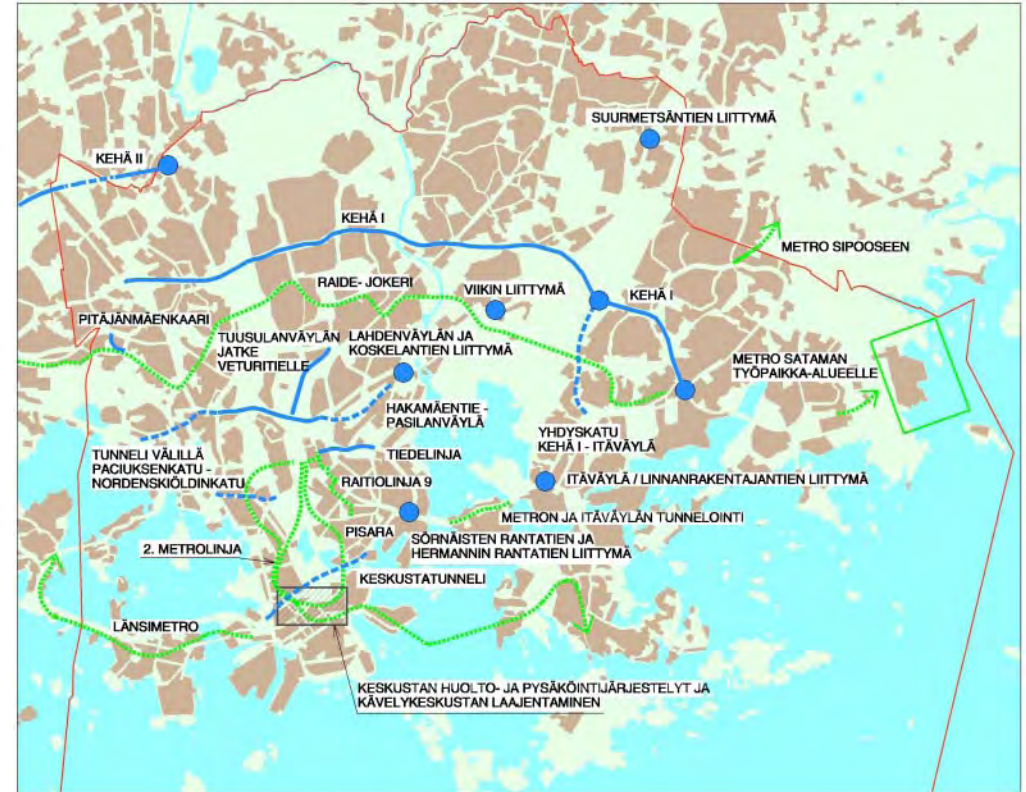 SUURMETSÄNTIEN LIITTYMÄ
KEHÄ II
KEHÄ I
METRO SIPOOSEEN
RAIDE- JOKERI
VIIKIN LIITTYMÄ
KEHÄ I
PITÄJÄNMÄENKAARI
TUUSULANVÄYLÄN
JATKE
VETURITIELLE
LAHDENVÄYLÄN JA
KOSKELANTIEN LIITTYMÄ
METRO SATAMAN
TYÖPAIKKA-ALUEELLE
HAKAMÄENTIE -
PASILANVÄYLÄ
YHDYSKATU
KEHÄ I - ITÄVÄYLÄ
TUNNELI VÄLILLÄ
PACIUKSENKATU -
NORDENSKIÖLDINKATU
TIEDELINJA
RAITIOLINJA 9
ITÄVÄYLÄ / LINNANRAKENTAJANTIEN LIITTYMÄ
METRON JA ITÄVÄYLÄN TUNNELOINTI
PISARA
SÖRNÄISTEN RANTATIEN JA
HERMANNIN RANTATIEN LIITTYMÄ
2. METROLINJA
KESKUSTATUNNELI
LÄNSIMETRO
KESKUSTAN HUOLTO- JA PYSÄKÖINTIJÄRJESTELYT JA
KÄVELYKESKUSTAN LAAJENTAMINEN